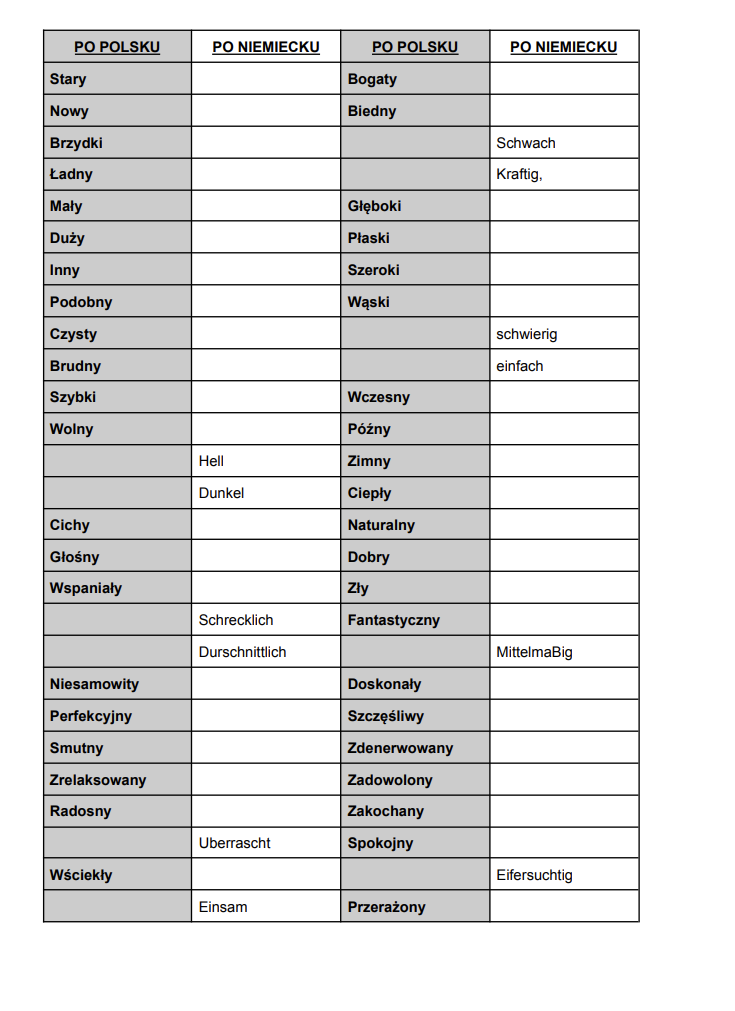 PO POLSKU PO NIEMIECKU PO POLSKU PO NIEMIECKU
Stary Bogaty
Nowy Biedny
Brzydki Schwach
Ładny Kraftig,
Mały Głęboki
Duży Płaski
Inny Szeroki
Podobny Wąski
Czysty schwierig
Brudny einfach
Szybki Wczesny
Wolny Późny
Hell Zimny
Dunkel Ciepły
Cichy Naturalny
Głośny Dobry
Wspaniały Zły
Schrecklich Fantastyczny
Durschnittlich MittelmaBig
Niesamowity Doskonały
Perfekcyjny Szczęśliwy
Smutny Zdenerwowany
Zrelaksowany Zadowolony
Radosny Zakochany
Uberrascht Spokojny
Wściekły Eifersuchtig
Einsam Przerażony